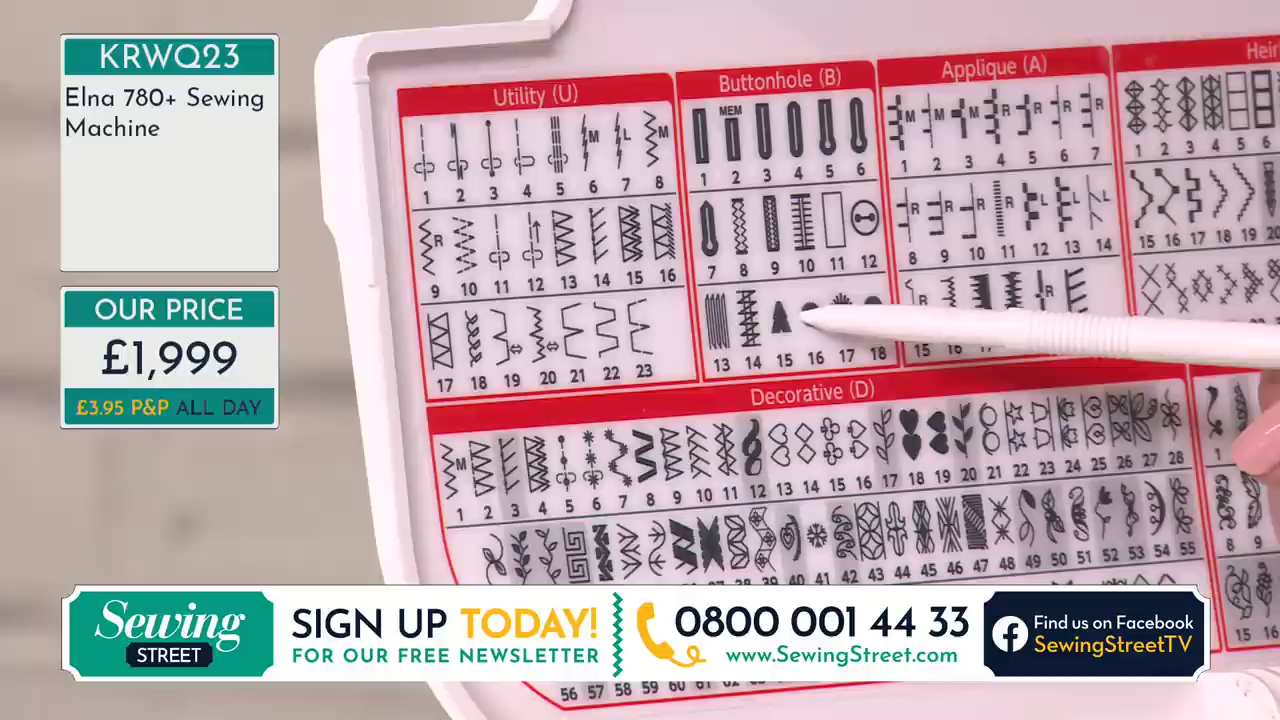 KRWQ23
Elna 780+ Sewing
Machine
OUR PRICE
£1,999
£3.95 P&P ALL DAY
Utility (U)
M L M
1 2 3 4 5 6 7 8
R
9 10 11 12 13 14 15 16
17 18 19 20 21 22 23
Buttonhole (B)
MEM
1 2 3 4 5 6
7 8 9 10 11 12
13 14 15 16 17 18
Applique (A)
M M M R R R R
1 2 3 4 5 6 7
R R R L L L
8 9 10 11 12 13 14
R R
15 16
1 2 3 4 5 6
15 16 17 18 19 20
Decorative (D)
M
1 2 3 4 5 6 7 8 9 10 11 12 13 14 15 16 17 18 19 20 21 22 23 24 25 26 27 28
40 41 42 43 44 45 46 47 48 49 50 51 52 53 54 55
56 57 58 59 60 61
1
8 9
15 16
Sewing
STREET
SIGN UP TODAY!
FOR OUR FREE NEWSLETTER
0800 001 44 33
www.SewingStreet.com
Find us on Facebook
SewingStreetTV